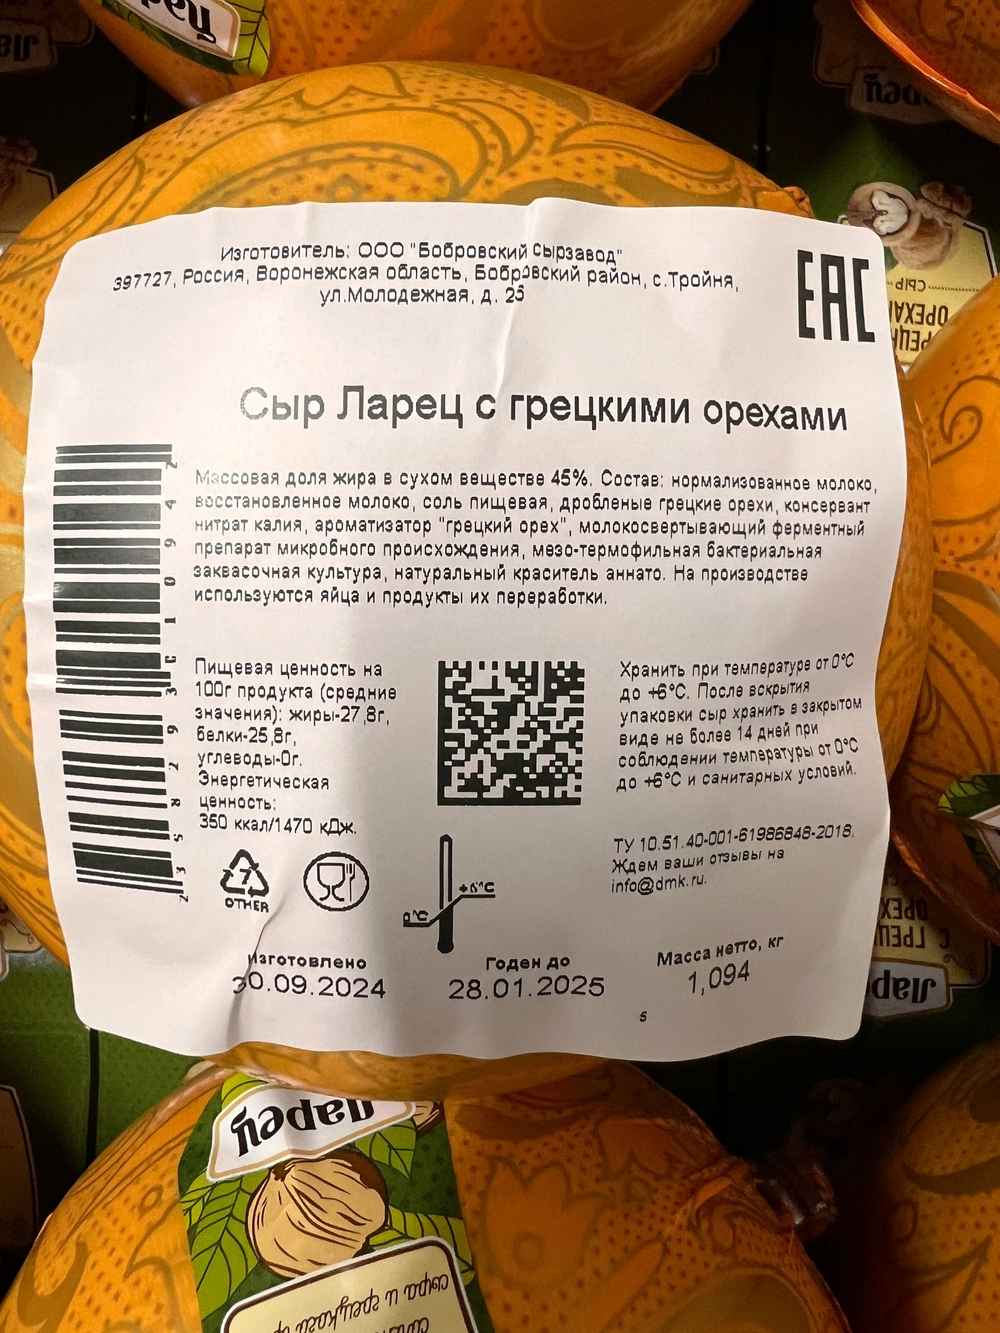 Изготовитель: ООО "Бобровский сырзавод"
397727, Россия, Воронежская область, Бобровский район, с.Тройня,
ул.Молодежная, д. 25
ЕАС
Сыр Ларец с грецкими орехами
Массовая доля жира в сухом веществе 45%. Состав: нормализованное молоко,
восстановленное молоко, соль пищевая, дробленые грецкие орехи, консервант
нитрат калия, ароматизатор "грецкий орех", молокосвертывающий ферментный
препарат микробного происхождения, мезо-термофильная бактериальная
заквасочная культура, натуральный краситель аннато. На производстве
используются яйца и продукты их переработки.
Пищевая ценность на
100г продукта (средние
значения): жиры-27,8г,
белки-25,8г,
углеводы-0г.
Энергетическая
ценность:
350 ккал/1470 кДж.
Хранить при температуре от 0°C
до +6°C. После вскрытия
упаковки сыр хранить в закрытом
виде не более 14 дней при
соблюдении температуры от 0°C
до +6°C и санитарных условий.
ТУ 10.51.40-001-61986848-2018.
Ждем ваши отзывы на
info@dmk.ru.
7
OTHER
+6°C
0°C
Изготовлено
30.09.2024
Годен до
28.01.2025
Масса нетто, кг
1,094
5
Ларец
сыра и грецкого
Ларец